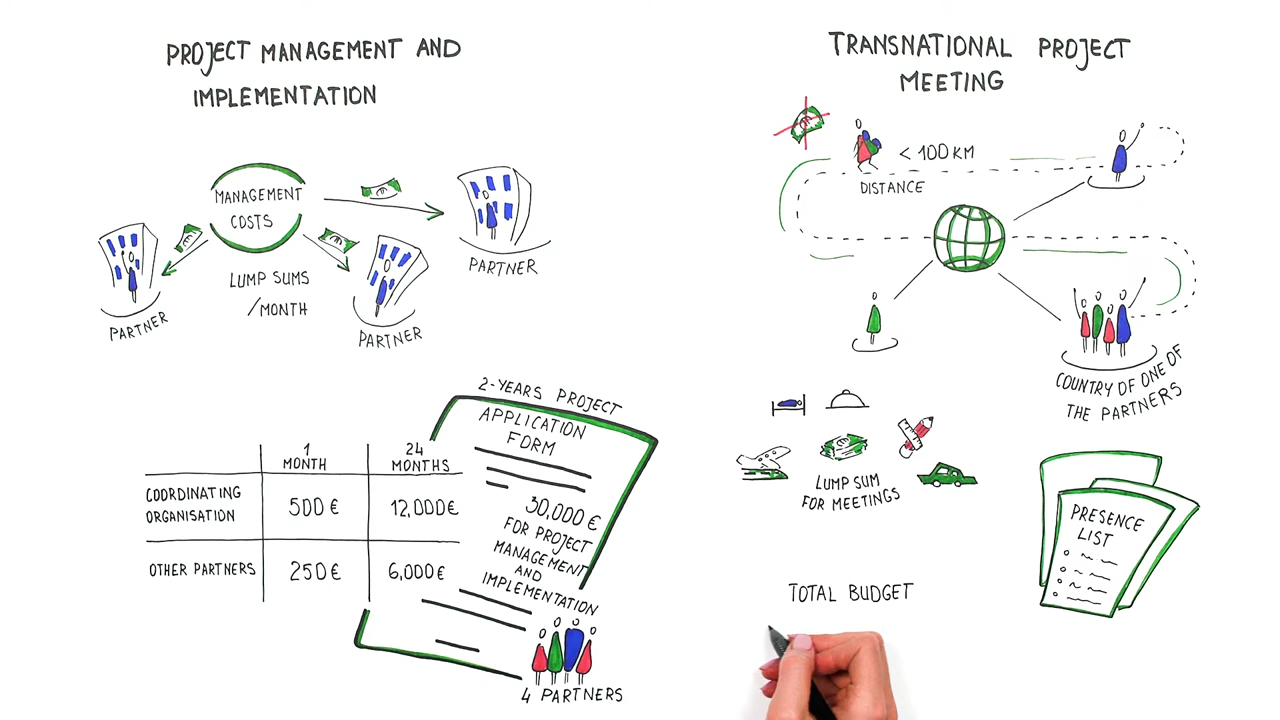 PROJECT MANAGEMENT AND
IMPLEMENTATION
MANAGEMENT
COSTS
LUMP SUMS
/MONTH
PARTNER
PARTNER
PARTNER
1
MONTH
24
MONTHS
COORDINATING
ORGANISATION
500 €
12,000€
OTHER PARTNERS
250€
6,000€
2-YEARS PROJECT
APPLICATION
FORM
30,000 €
FOR PROJECT
MANAGEMENT
AND
IMPLEMENTATION
4 PARTNERS
TRANSNATIONAL PROJECT
MEETING
< 100 KM
DISTANCE
COUNTRY OF ONE OF
THE PARTNERS
LUMP SUM
FOR MEETINGS
PRESENCE
LIST
TOTAL BUDGET